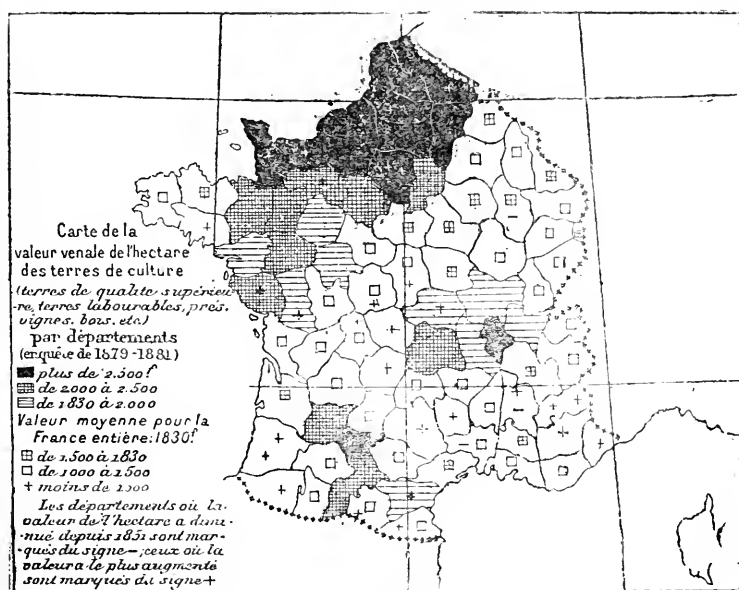 Carte de la
valeur venale de l'hectare
des terres de culture
(terres de qualite supérieu-
-re, terres labourables, prés,
vignes, bois, etc)
par départements
(enquête de 1879-1881)
plus de 2.500f
de 2000 à 2.500
de 1830 à 2.000
Valeur moyenne pour la
France entière: 1830f
de 1.500 à 1830
de 1000 à 1500
+ moins de 1000
Les départements où la
valeur de l'hectare a dimi-
-nué depuis 1851 sont mar-
-qués du signe -; ceux où la
valeur a le plus augmenté
sont marqués du signe +